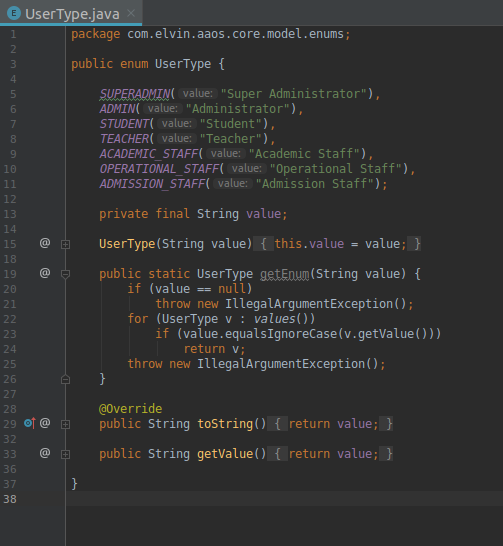 E UserType.java ×
1 package com.elvin.aaos.core.model.enums;
2
3 public enum UserType {
4
5 SUPERADMIN( value: "Super Administrator"),
6 ADMIN( value: "Administrator"),
7 STUDENT( value: "Student"),
8 TEACHER( value: "Teacher"),
9 ACADEMIC_STAFF( value: "Academic Staff"),
10 OPERATIONAL_STAFF( value: "Operational Staff"),
11 ADMISSION_STAFF( value: "Admission Staff");
12
13 private final String value;
14
15 @ UserType(String value) { this.value = value; }
18
19 @ public static UserType getEnum(String value) {
20 if (value == null)
21 throw new IllegalArgumentException();
22 for (UserType v : values())
23 if (value.equalsIgnoreCase(v.getValue()))
24 return v;
25 throw new IllegalArgumentException();
26 }
27
28 @Override
29 @ public String toString() { return value; }
32
33 @ public String getValue() { return value; }
36
37 }
38